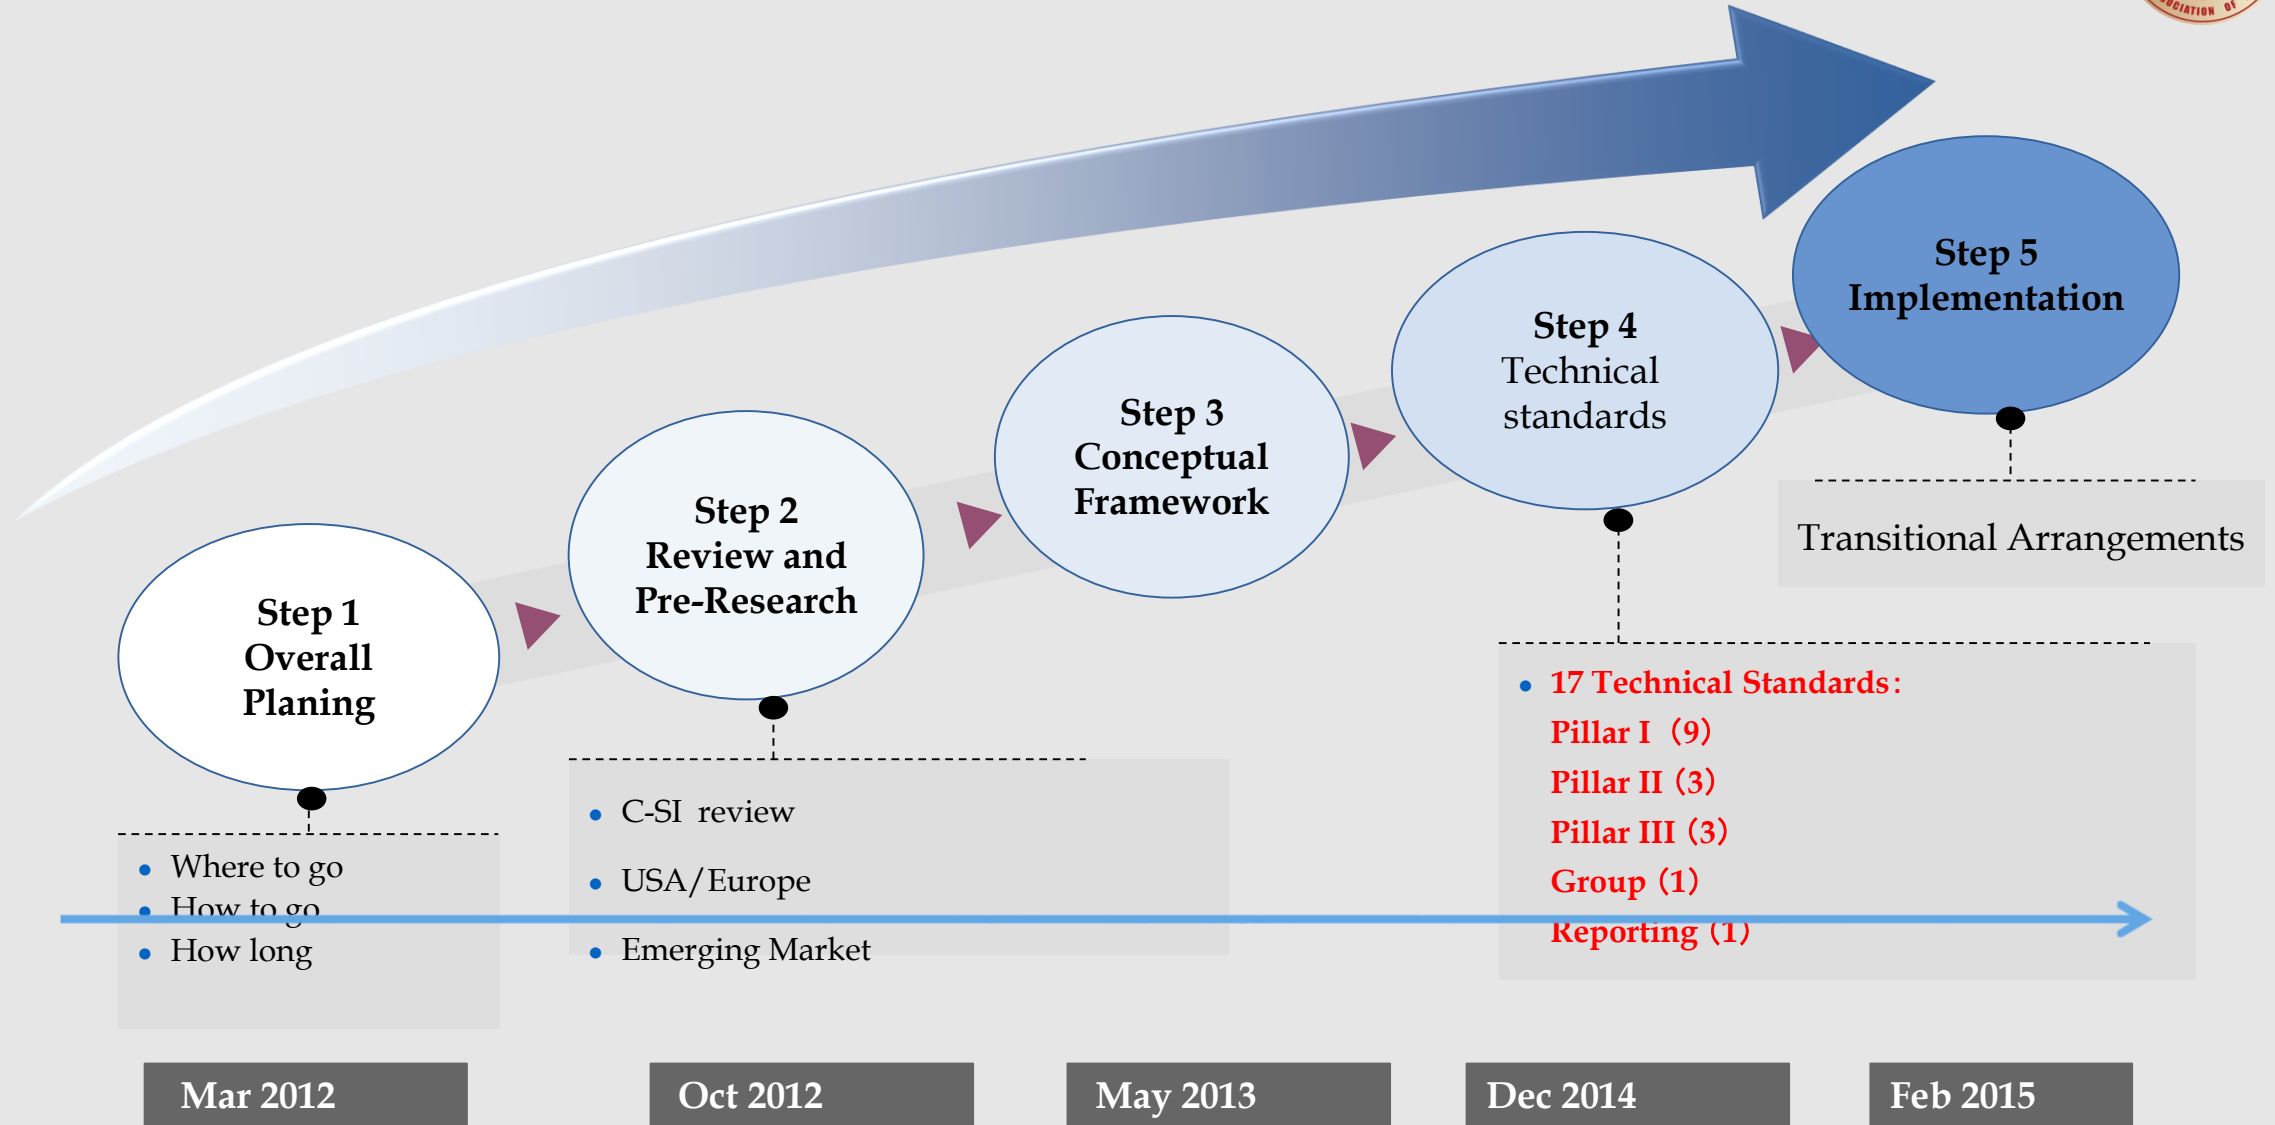 OCIATION OF
Step 1
Overall
Planing
Step 2
Review and
Pre-Research
Step 3
Conceptual
Framework
Step 4
Technical
standards
Step 5
Implementation
• Where to go
• How to go
• How long
• C-SI review
• USA/Europe
• Emerging Market
• 17 Technical Standards：
Pillar I （9）
Pillar II（3）
Pillar III（3）
Group（1）
Reporting（1）
Transitional Arrangements
Mar 2012
Oct 2012
May 2013
Dec 2014
Feb 2015